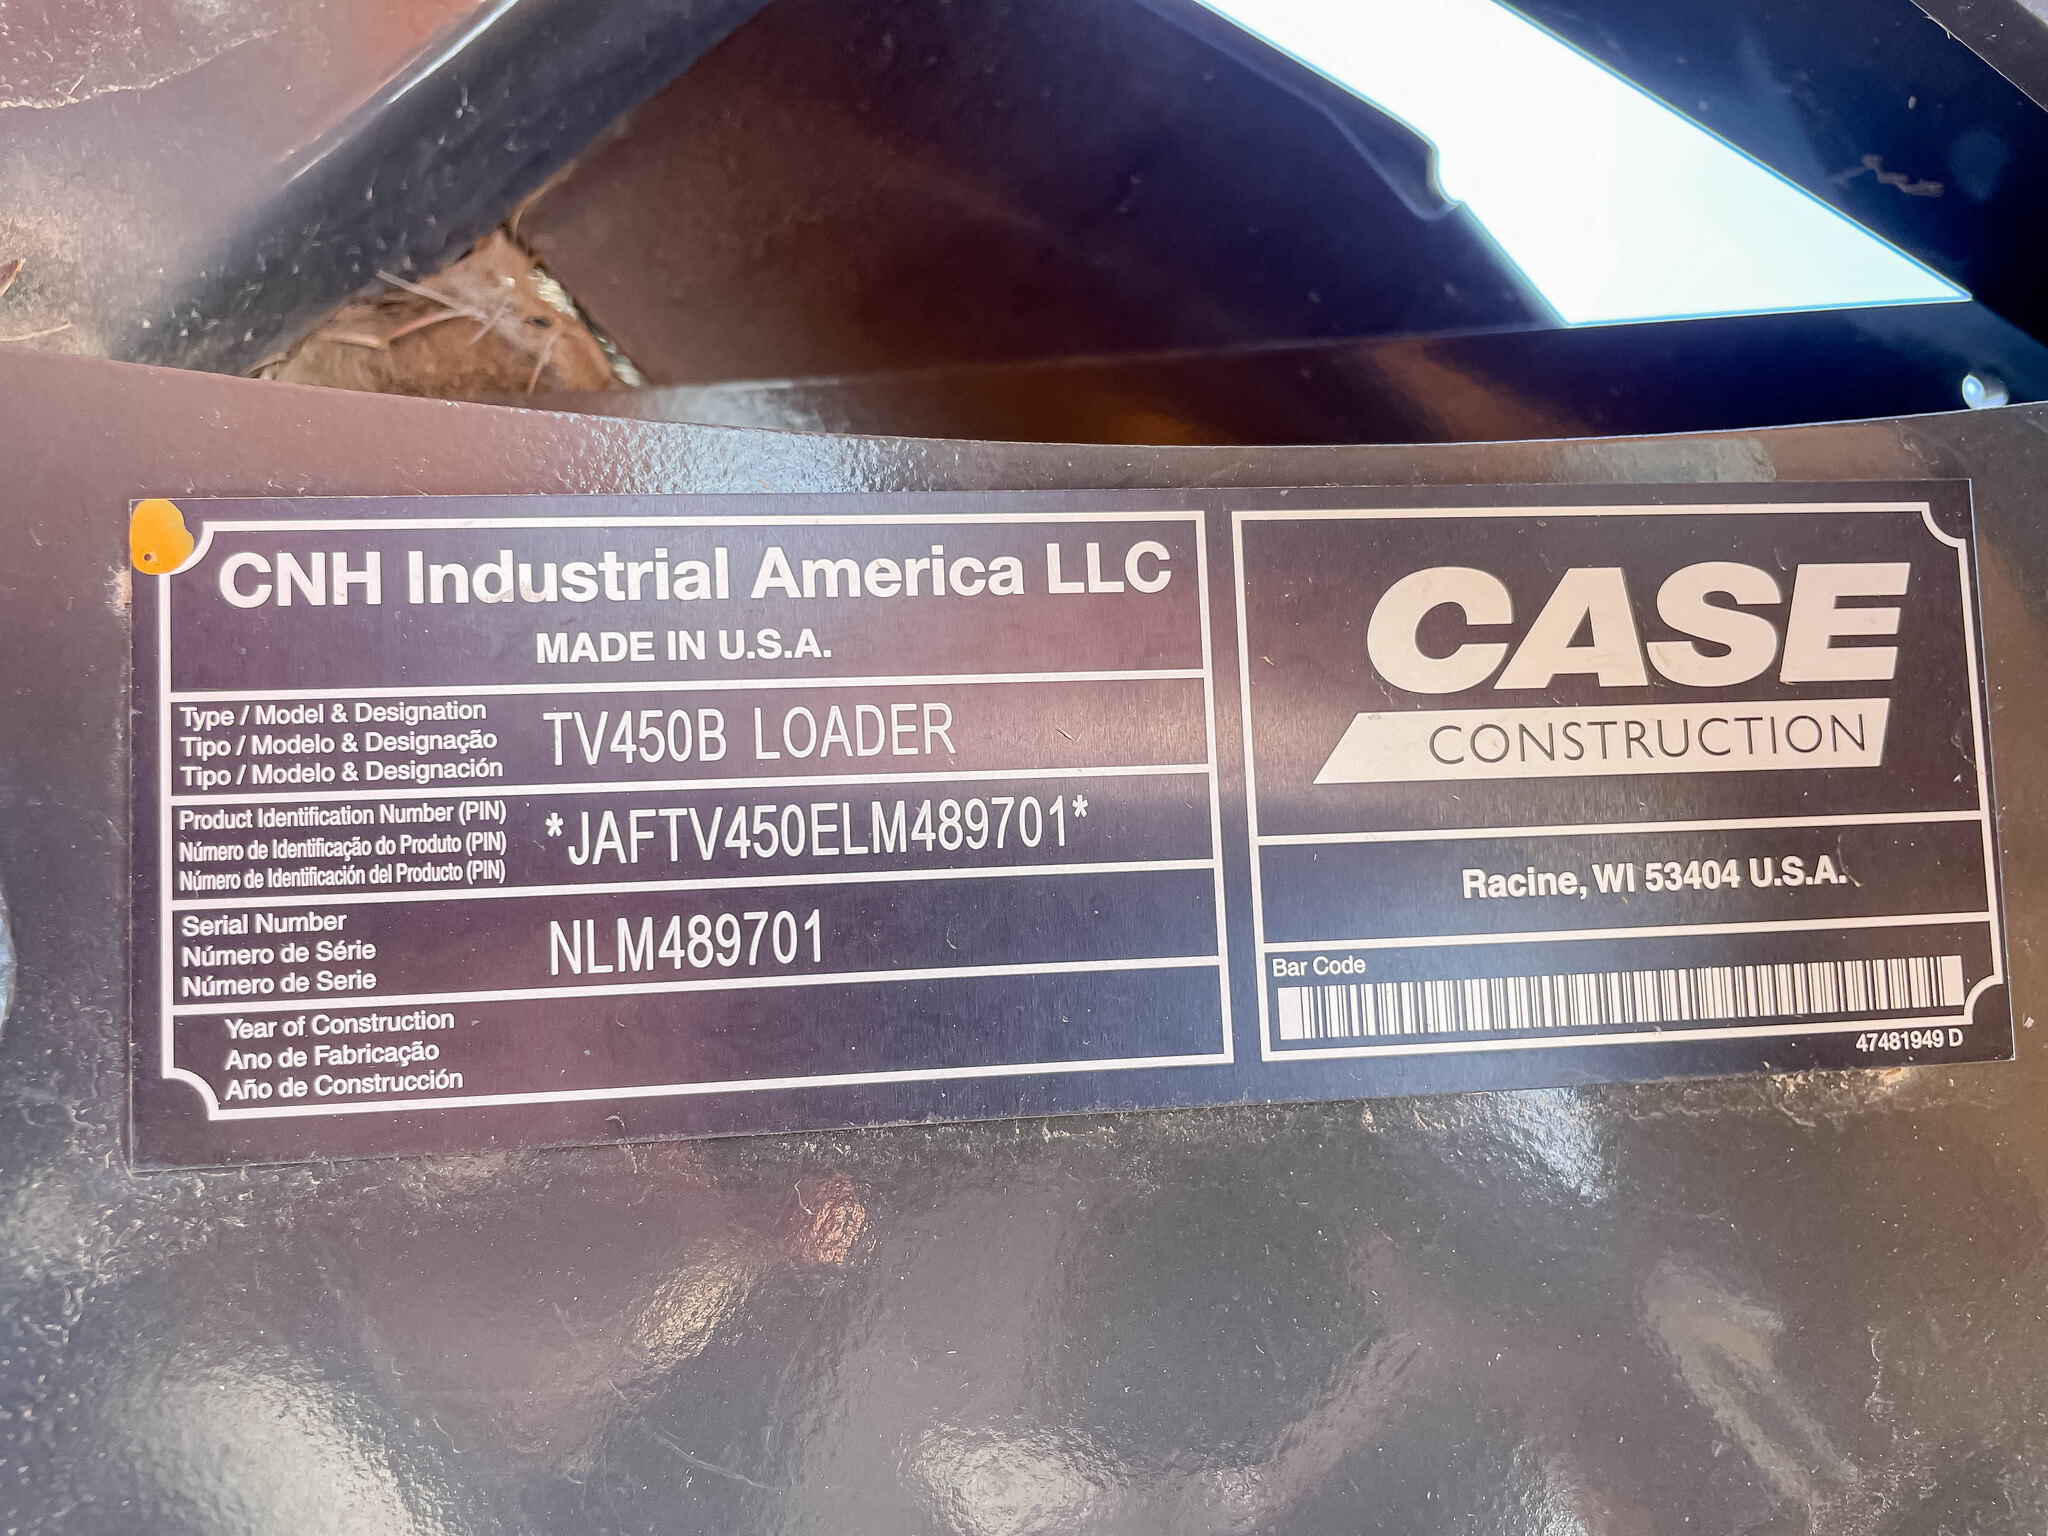 CNH Industrial America LLC
MADE IN U.S.A.
Type / Model & Designation
Tipo / Modelo & Designação
Tipo / Modelo & Designación
TV450B LOADER
Product Identification Number (PIN)
Número de Identificação do Produto (PIN)
Número de Identificación del Producto (PIN)
*JAFTV450ELM489701*
Serial Number
Número de Série
Número de Serie
NLM489701
Year of Construction
Ano de Fabricação
Año de Construcción
CASE
CONSTRUCTION
Racine, WI 53404 U.S.A.
Bar Code
47481949 D